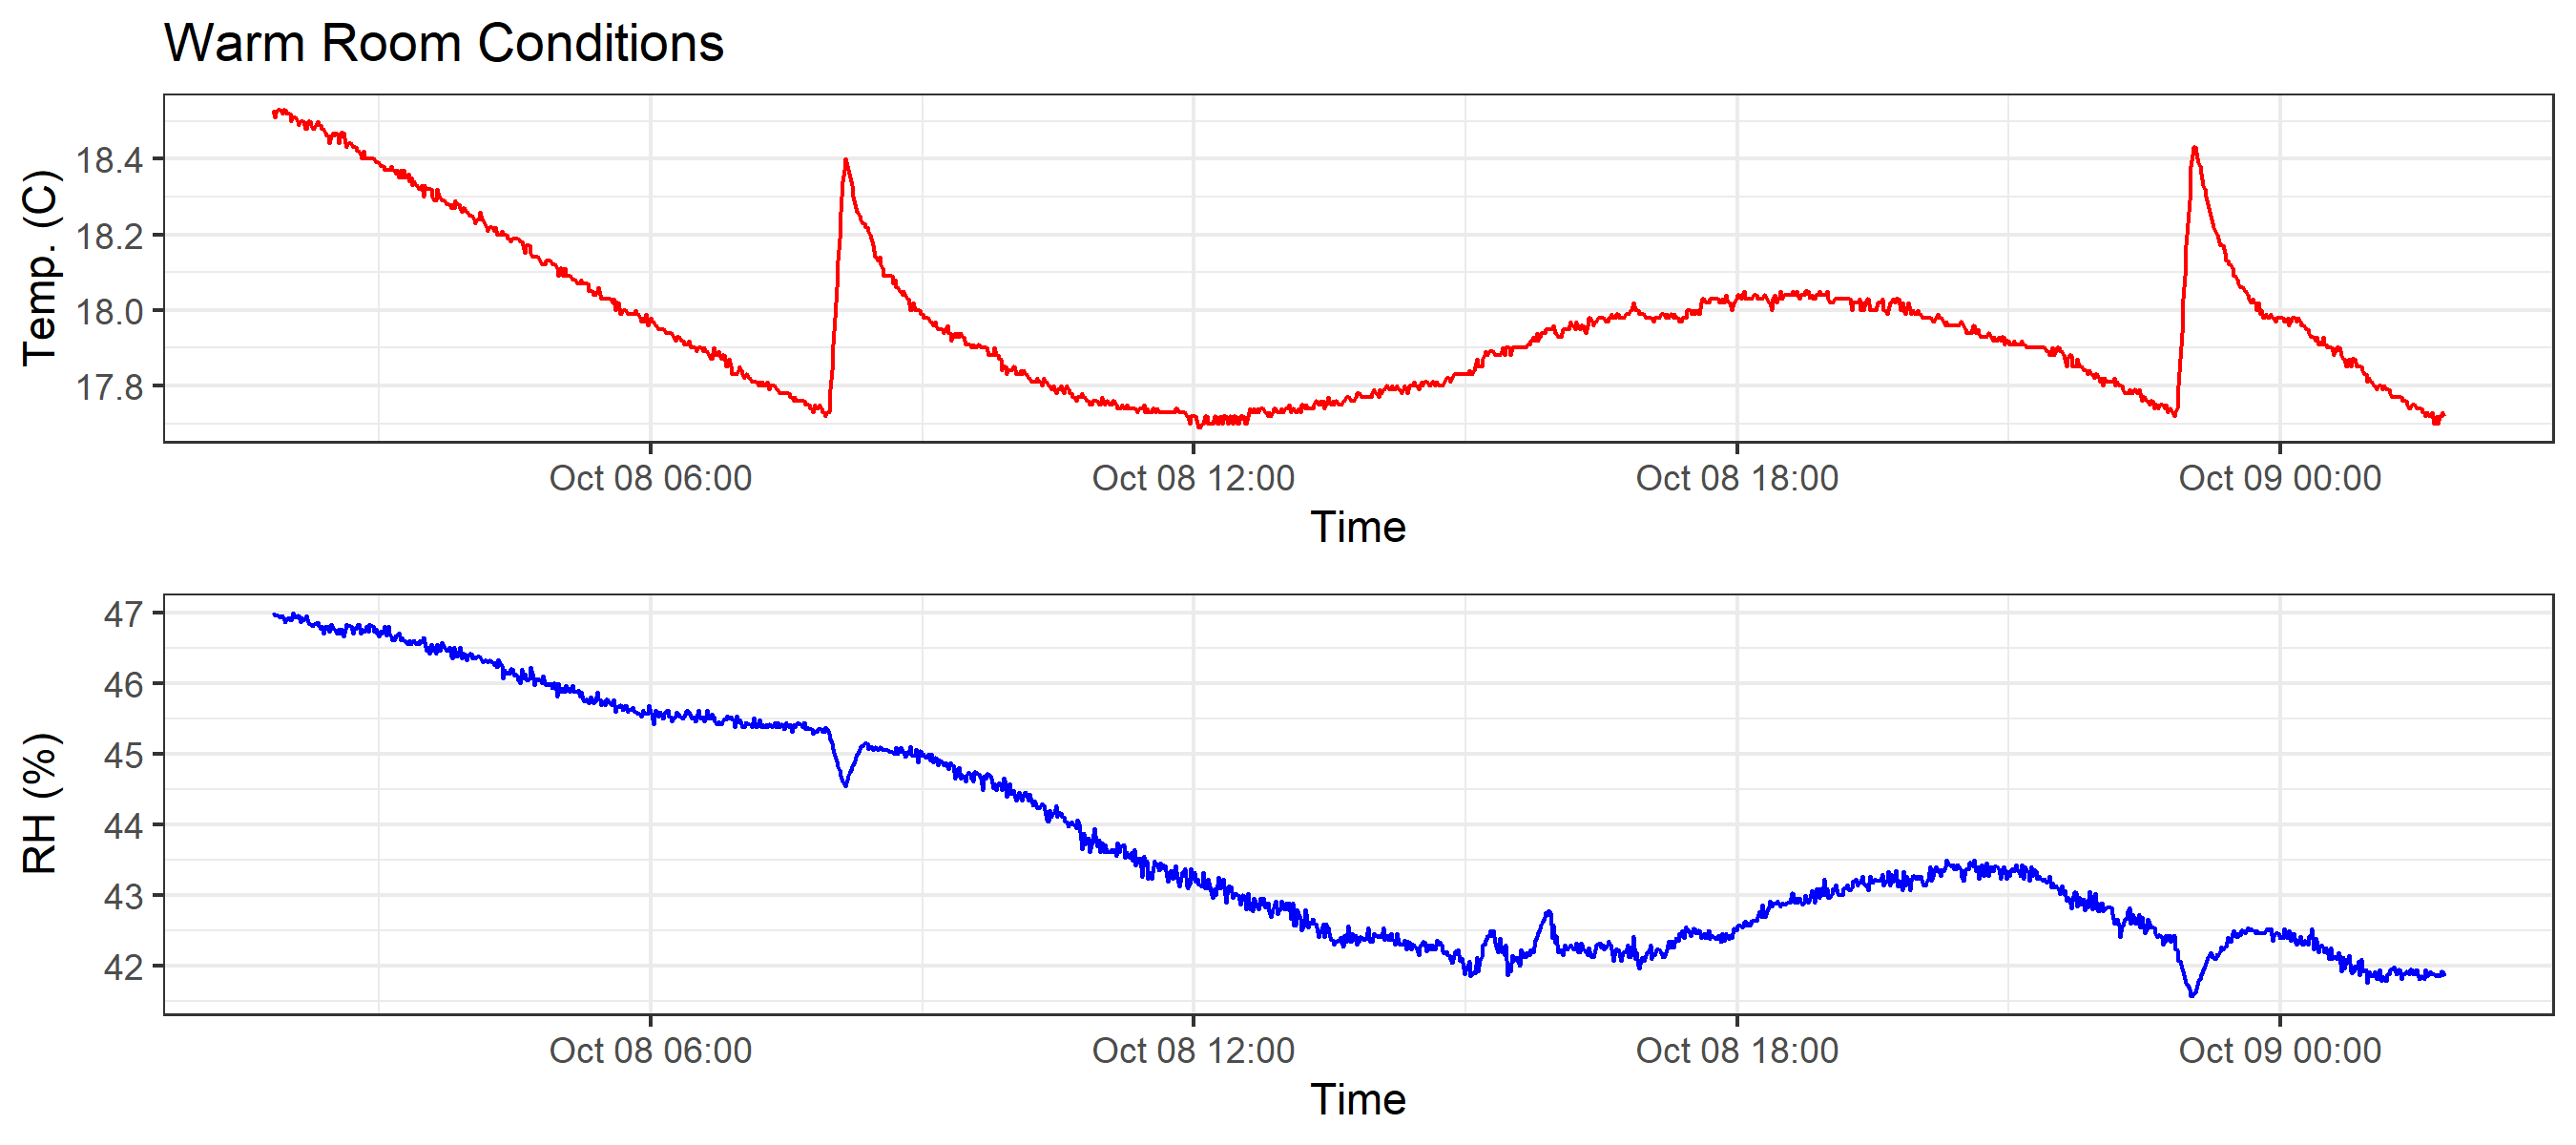 Warm Room Conditions
Temp. (C)
18.4
18.2
18.0
17.8
Oct 08 06:00 Oct 08 12:00 Oct 08 18:00 Oct 09 00:00
Time
RH (%)
47
46
45
44
43
42
Oct 08 06:00 Oct 08 12:00 Oct 08 18:00 Oct 09 00:00
Time